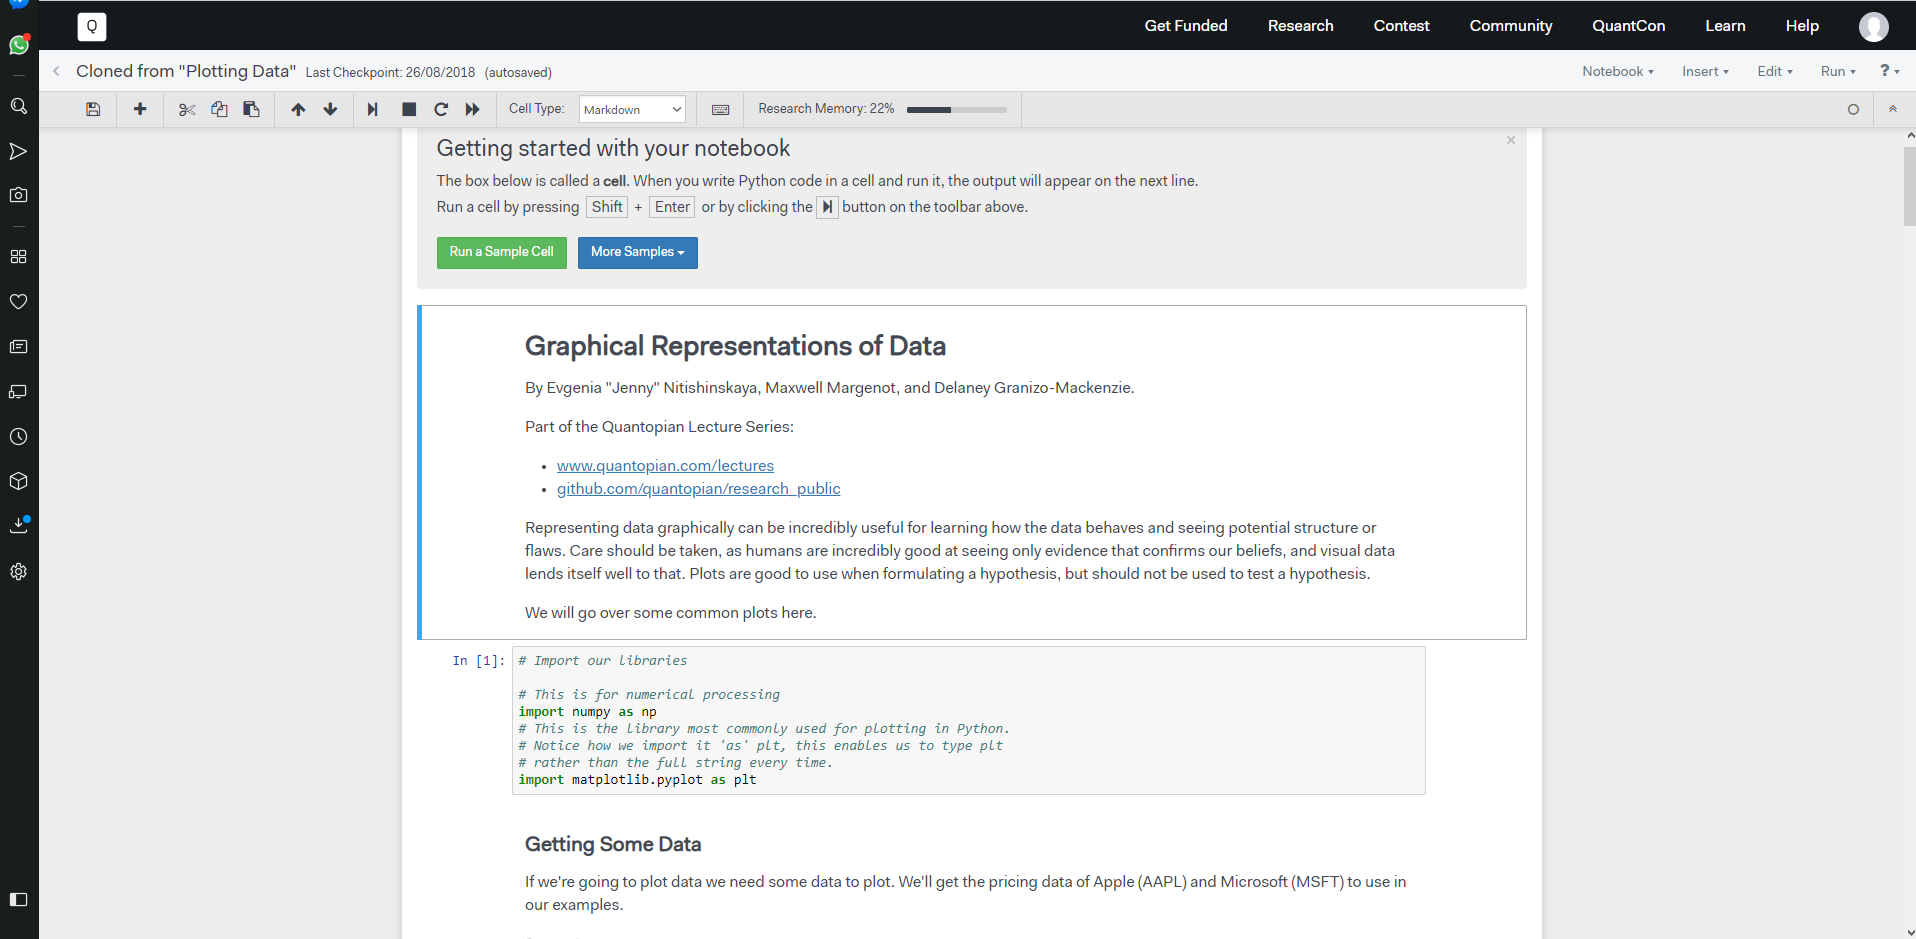 Q
Get Funded Research Contest Community QuantCon Learn Help
Cloned from "Plotting Data" Last Checkpoint: 26/08/2018 (autosaved)
Notebook Insert Edit Run ?
Cell Type: Markdown Research Memory: 22%
Getting started with your notebook
The box below is called a cell. When you write Python code in a cell and run it, the output will appear on the next line.
Run a cell by pressing Shift + Enter or by clicking the button on the toolbar above.
Run a Sample Cell More Samples
Graphical Representations of Data
By Evgenia "Jenny" Nitishinskaya, Maxwell Margenot, and Delaney Granizo-Mackenzie.
Part of the Quantopian Lecture Series:
• www.quantopian.com/lectures
• github.com/quantopian/research_public
Representing data graphically can be incredibly useful for learning how the data behaves and seeing potential structure or
flaws. Care should be taken, as humans are incredibly good at seeing only evidence that confirms our beliefs, and visual data
lends itself well to that. Plots are good to use when formulating a hypothesis, but should not be used to test a hypothesis.
We will go over some common plots here.
In [1]: # Import our libraries
# This is for numerical processing
import numpy as np
# This is the library most commonly used for plotting in Python.
# Notice how we import it 'as' plt, this enables us to type plt
# rather than the full string every time.
import matplotlib.pyplot as plt
Getting Some Data
If we're going to plot data we need some data to plot. We'll get the pricing data of Apple (AAPL) and Microsoft (MSFT) to use in
our examples.